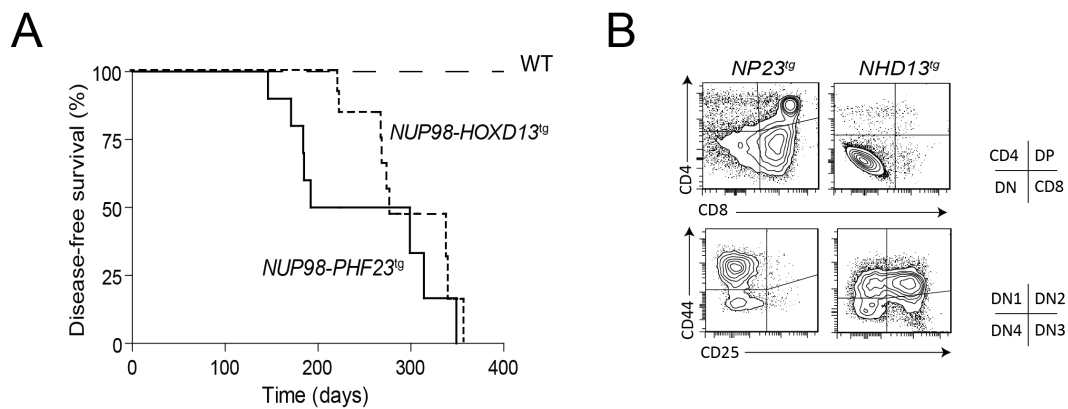 A
Disease-free survival (%)
100
75
50
25
0
0 100 200 300 400
Time (days)
WT
NUP98-HOXD13tg
NUP98-PHF23tg
B
NP23tg NHD13tg
CD4
CD8
CD4 DP
DN CD8
CD44
CD25
DN1 DN2
DN4 DN3